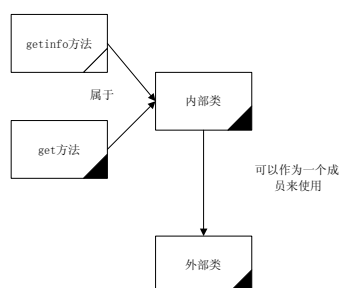 getinfo方法
属于
内部类
get方法
可以作为一个成
员来使用
外部类